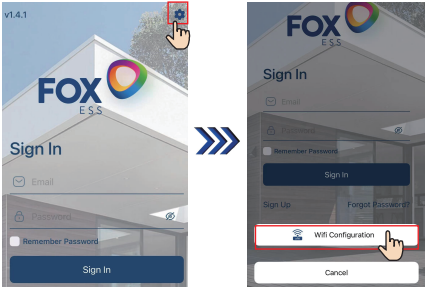 v1.4.1
FOX
ESS
Sign In
Email
Password
Remember Password
Sign In
FOX
ESS
Sign In
Email
Password
Remember Password
Sign In
Sign Up Forgot Password?
Wifi Configuration
Cancel